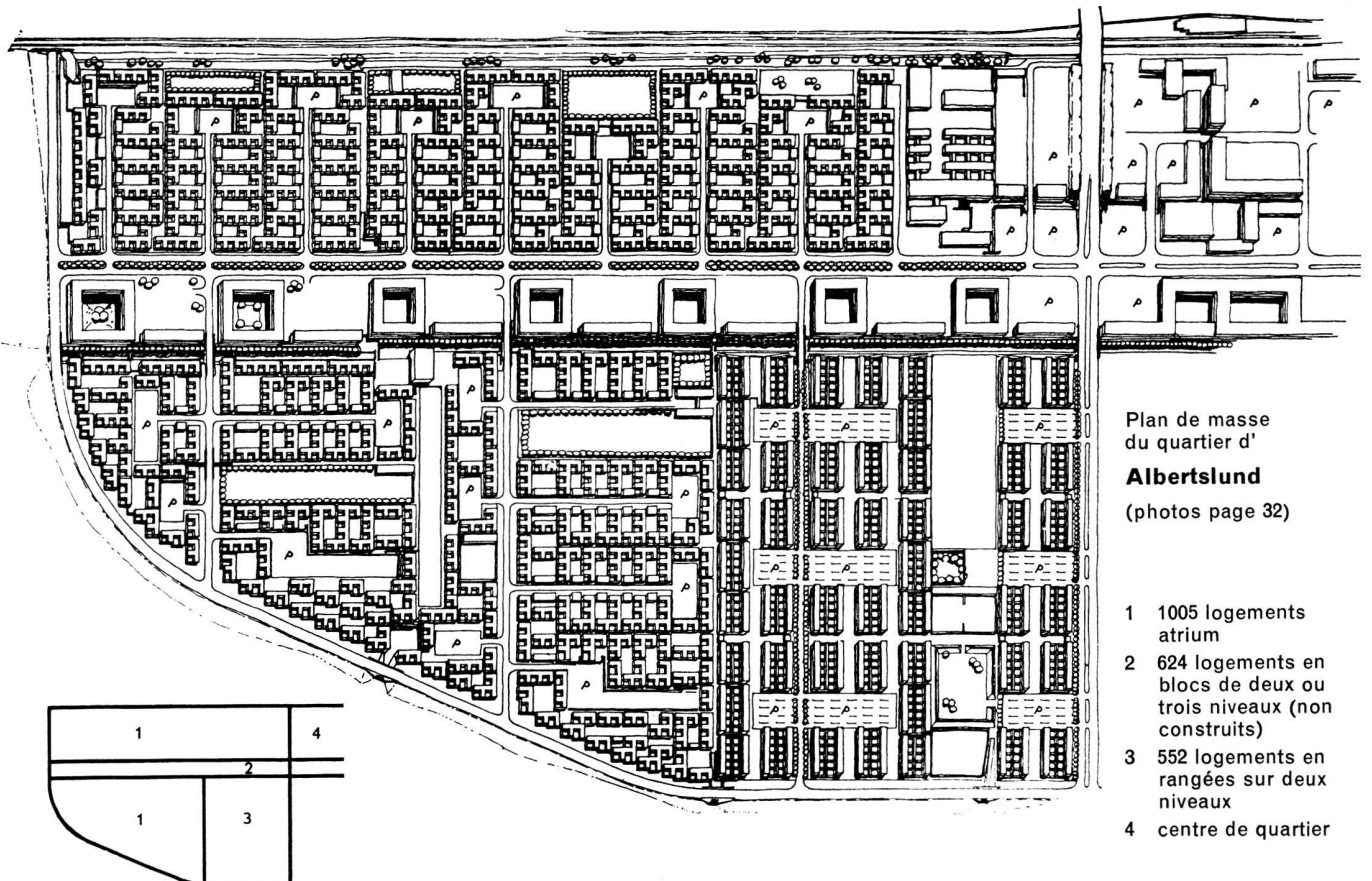 Plan de masse
du quartier d'
Albertslund
(photos page 32)
1 1005 logements
atrium
2 624 logements en
blocs de deux ou
trois niveaux (non
construits)
3 552 logements en
rangées sur deux
niveaux
4 centre de quartier
1
4
2
1
3